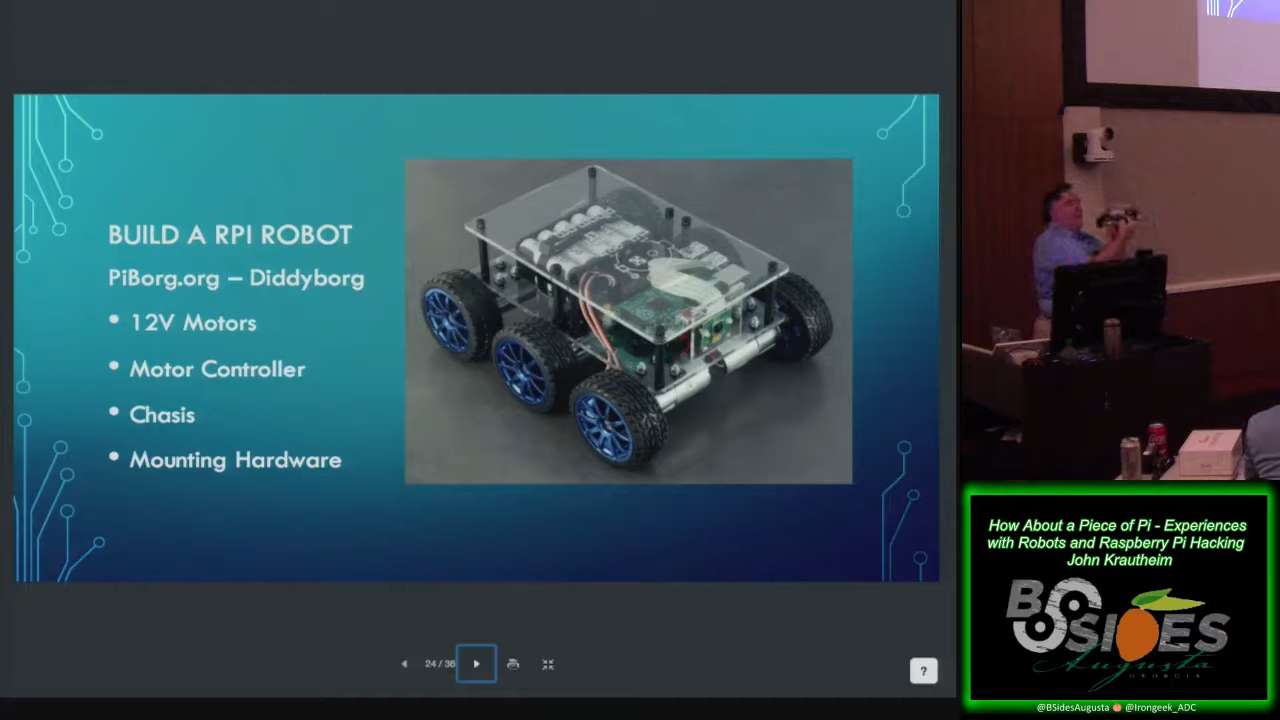 BUILD A RPI ROBOT
PiBorg.org – Diddyborg
• 12V Motors
• Motor Controller
• Chasis
• Mounting Hardware
24 / 36
?
How About a Piece of Pi - Experiences
with Robots and Raspberry Pi Hacking
John Krautheim
BSIDES
Augusta
GEORGIA
@BSidesAugusta @Irongeek_ADC